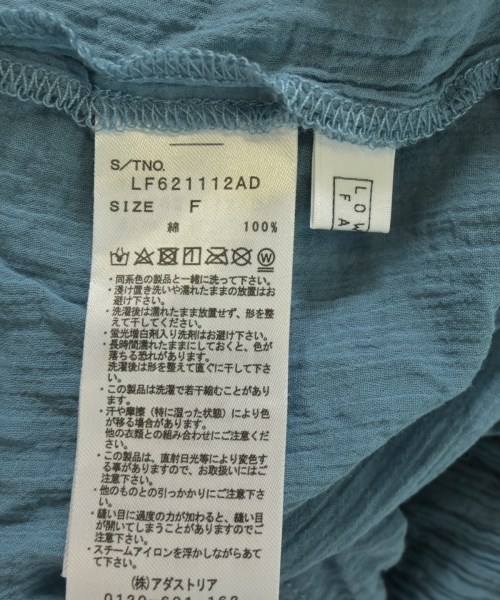 S/TNO.
LF621112AD
SIZE F
綿 100%
・同系色の製品と一緒に洗って下さい。
・浸け置き洗いや濡れたままの放置はお
避け下さい。
・洗濯後は濡れたまま放置せず、形を整
えて干してください。
・蛍光増白剤入り洗剤はお避け下さい。
・長時間濡れたままにしておくと、色が
落ちる恐れがあります。
洗濯後は形を整えて直ぐに干して下さ
い。
・この製品は洗濯で若干縮むことがあり
ます。
・汗や摩擦(特に湿った状態)により色
が移る場合があります。
他の衣類との組み合わせにご注意くださ
い。
・この製品は、直射日光等により変色す
る事がありますので、お取扱いにはご
注意下さい。
・他のものとの引っかかりにご注意下さ
い。
・縫い目に過度の力が加わると、縫い目
が開いてしまうことがありますのでご
注意下さい。
・スチームアイロンを浮かしながらあて
て下さい。
(株)アダストリア
LOW
FA